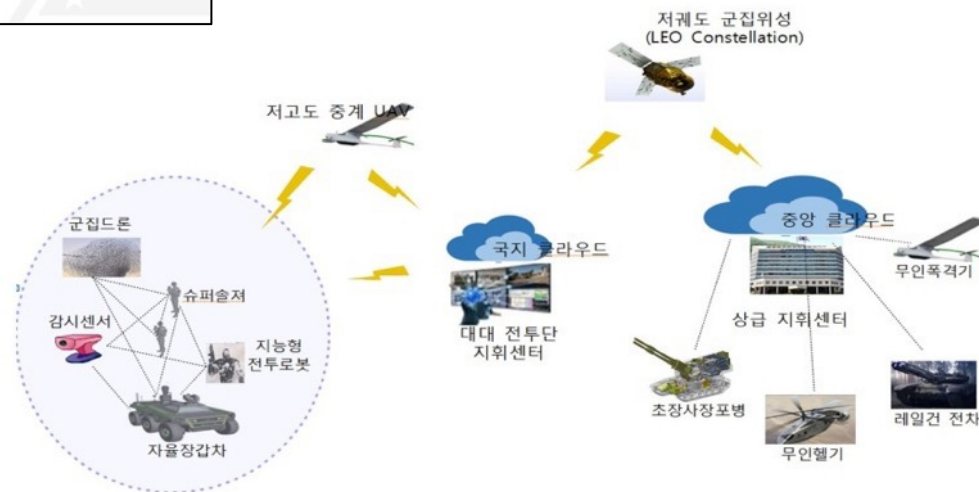 저궤도 군집위성
(LEO Constellation)
저고도 중계 UAV
군집드론
슈퍼솔져
감시센서
지능형
전투로봇
자율장갑차
국지 클라우드
대대 전투단
지휘센터
중앙 클라우드
무인폭격기
상급 지휘센터
초장사장포병
무인헬기
레일건 전차